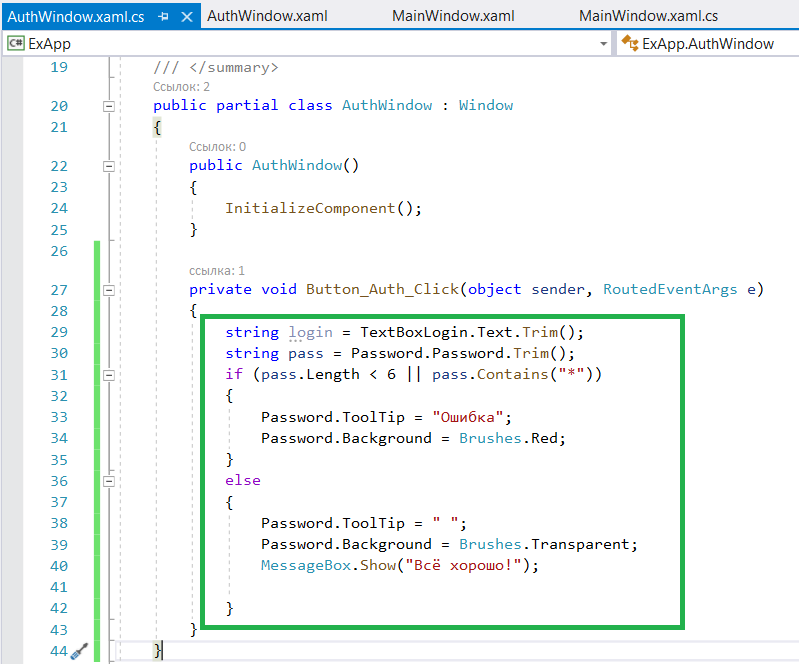 AuthWindow.xaml.cs AuthWindow.xaml MainWindow.xaml MainWindow.xaml.cs
C# ExApp ExApp.AuthWindow
19 /// </summary>
Ссылок: 2
20 public partial class AuthWindow : Window
21 {
Ссылок: 0
22 public AuthWindow()
23 {
24 InitializeComponent();
25 }
26
ссылка: 1
27 private void Button_Auth_Click(object sender, RoutedEventArgs e)
28 {
29 string login = TextBoxLogin.Text.Trim();
30 string pass = Password.Password.Trim();
31 if (pass.Length < 6 || pass.Contains("*"))
32 {
33 Password.ToolTip = "Ошибка";
34 Password.Background = Brushes.Red;
35 }
36 else
37 {
38 Password.ToolTip = " ";
39 Password.Background = Brushes.Transparent;
40 MessageBox.Show("Всё хорошо!");
41
42 }
43 }
44 }